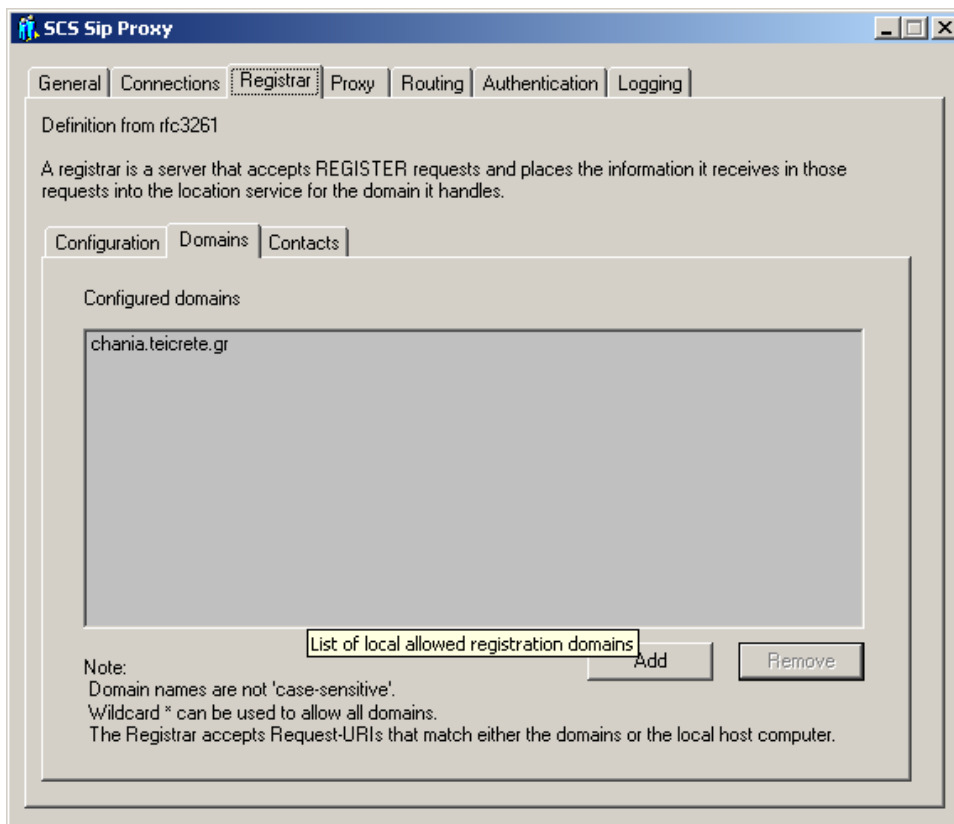 SCS Sip Proxy
General Connections Registrar Proxy Routing Authentication Logging
Definition from rfc3261
A registrar is a server that accepts REGISTER requests and places the information it receives in those
requests into the location service for the domain it handles.
Configuration Domains Contacts
Configured domains
chania.teicrete.gr
List of local allowed registration domains
Add Remove
Note:
Domain names are not 'case-sensitive'.
Wildcard * can be used to allow all domains.
The Registrar accepts Request-URIs that match either the domains or the local host computer.